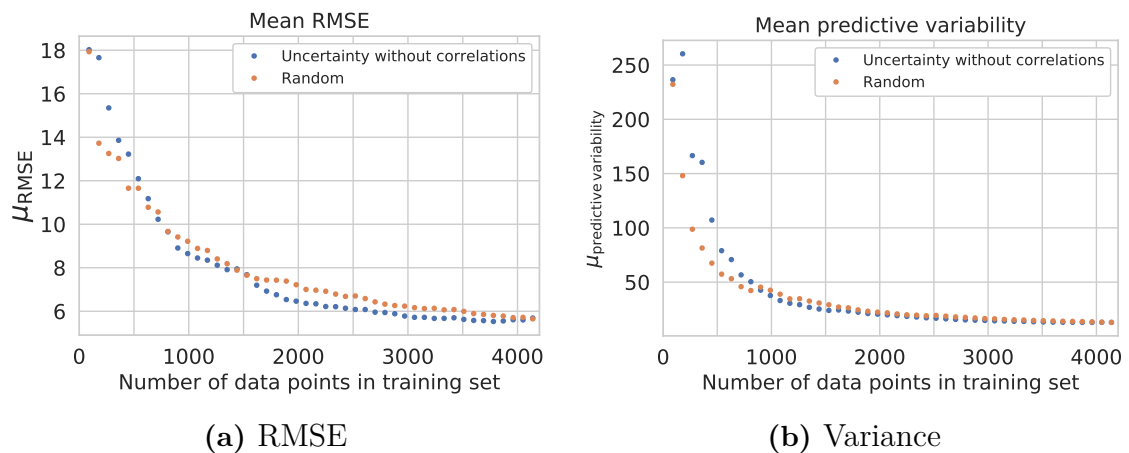 Mean RMSE
18
16
14
12
10
8
6
μRMSE
Uncertainty without correlations
Random
0 1000 2000 3000 4000
Number of data points in training set
(a) RMSE
Mean predictive variability
250
200
150
100
50
μpredictive variability
Uncertainty without correlations
Random
0 1000 2000 3000 4000
Number of data points in training set
(b) Variance